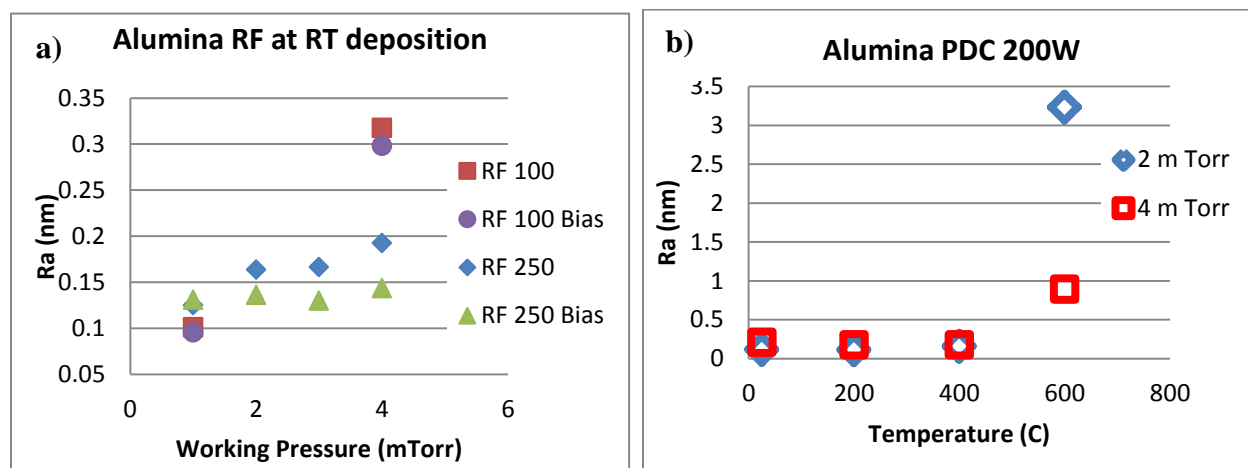 a)
Alumina RF at RT deposition
Ra (nm)
0.35
0.3
0.25
0.2
0.15
0.1
0.05
0 2 4 6
Working Pressure (mTorr)
RF 100
RF 100 Bias
RF 250
RF 250 Bias
b)
Alumina PDC 200W
Ra (nm)
3.5
3
2.5
2
1.5
1
0.5
0
0 200 400 600 800
Temperature (C)
2 m Torr
4 m Torr